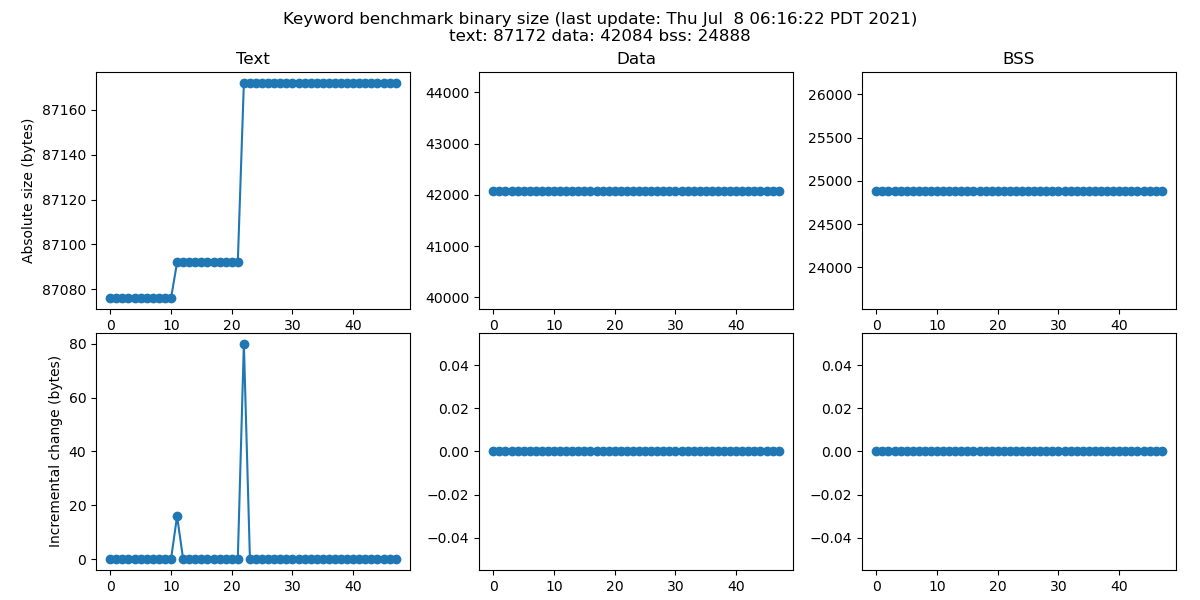 Keyword benchmark binary size (last update: Thu Jul  8 06:16:22 PDT 2021)
text: 87172 data: 42084 bss: 24888
Text
Absolute size (bytes)
87160
87140
87120
87100
87080
0 10 20 30 40
Data
44000
43000
42000
41000
40000
0 10 20 30 40
BSS
26000
25500
25000
24500
24000
0 10 20 30 40
Incremental change (bytes)
80
60
40
20
0
0 10 20 30 40
0.04
0.02
0.00
−0.02
−0.04
0 10 20 30 40
0.04
0.02
0.00
−0.02
−0.04
0 10 20 30 40